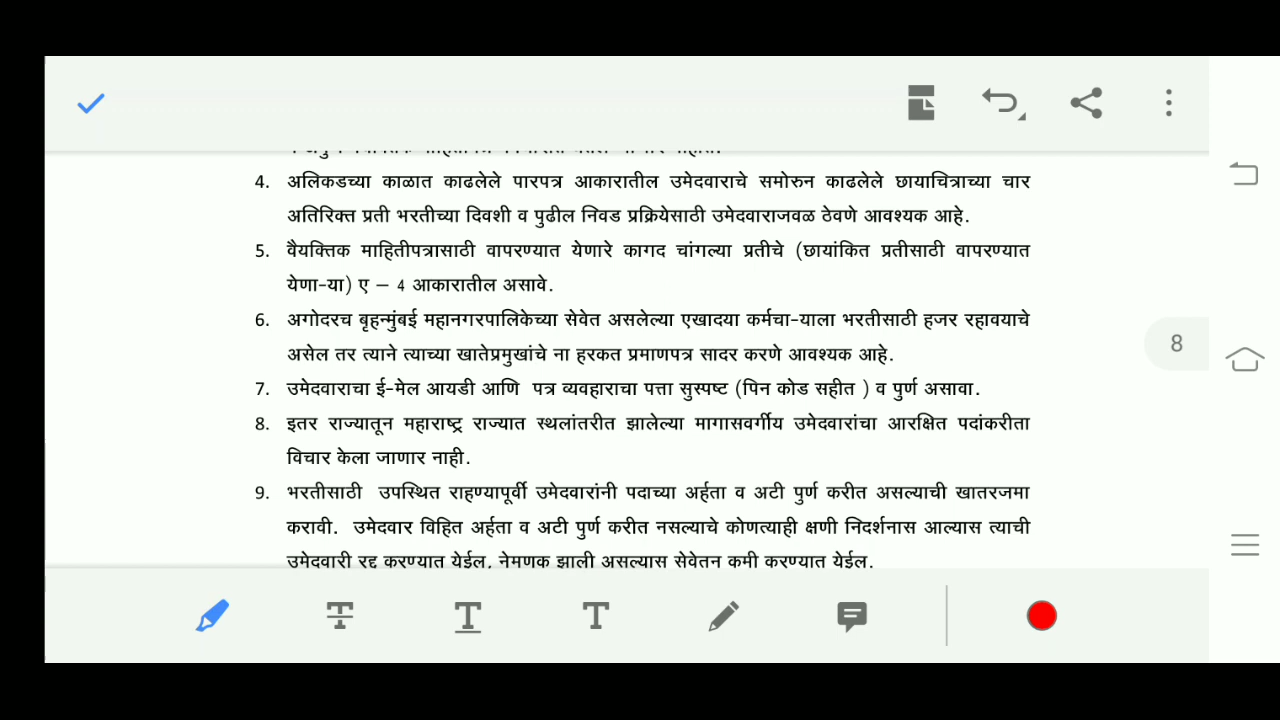 4. अलिकडच्या काळात काढलेले पारपत्र आकारातील उमेदवाराचे समोरुन काढलेले छायाचित्राच्या चार
अतिरिक्त प्रती भरतीच्या दिवशी व पुढील निवड प्रक्रियेसाठी उमेदवाराजवळ ठेवणे आवश्यक आहे.
5. वैयक्तिक माहितीपत्रासाठी वापरण्यात येणारे कागद चांगल्या प्रतीचे (छायांकित प्रतीसाठी वापरण्यात
येणा-या) ए – 4 आकारातील असावे.
6. अगोदरच बृहन्मुंबई महानगरपालिकेच्या सेवेत असलेल्या एखादया कर्मचा-याला भरतीसाठी हजर रहावयाचे
असेल तर त्याने त्याच्या खातेप्रमुखांचे ना हरकत प्रमाणपत्र सादर करणे आवश्यक आहे.
8
7. उमेदवाराचा ई-मेल आयडी आणि पत्र व्यवहाराचा पत्ता सुस्पष्ट (पिन कोड सहीत ) व पुर्ण असावा.
8. इतर राज्यातून महाराष्ट्र राज्यात स्थलांतरीत झालेल्या मागासवर्गीय उमेदवारांचा आरक्षित पदांकरीता
विचार केला जाणार नाही.
9. भरतीसाठी उपस्थित राहण्यापूर्वी उमेदवारांनी पदाच्या अर्हता व अटी पुर्ण करीत असल्याची खातरजमा
करावी. उमेदवार विहित अर्हता व अटी पुर्ण करीत नसल्याचे कोणत्याही क्षणी निदर्शनास आल्यास त्याची
उमेदवारी रद्द करण्यात येईल, नेमणूक झाली असल्यास सेवेतून कमी करण्यात येईल.